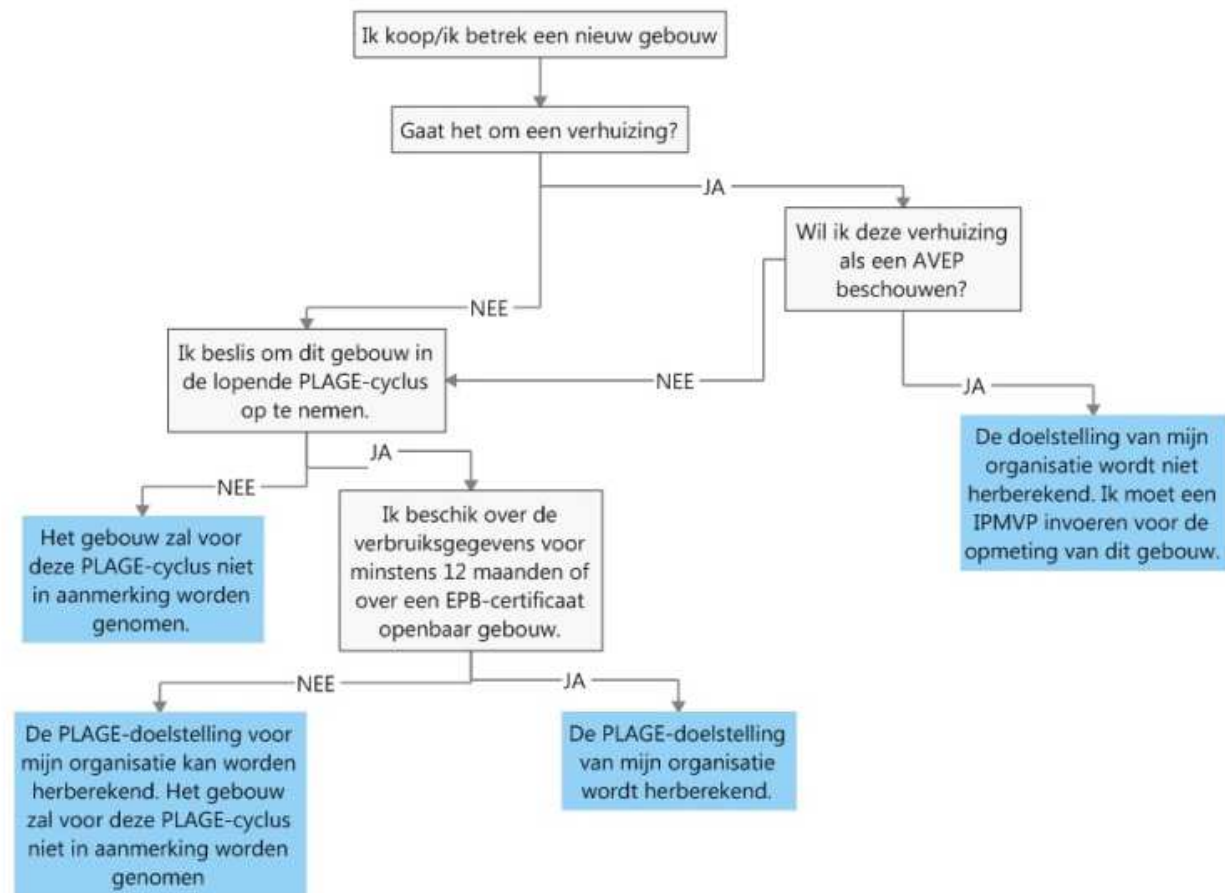 Ik koop/ik betrek een nieuw gebouw
Gaat het om een verhuizing?
JA
Wil ik deze verhuizing
als een AVEP
beschouwen?
NEE
Ik beslis om dit gebouw in
de lopende PLAGE-cyclus
op te nemen.
NEE
JA
De doelstelling van mijn
organisatie wordt niet
herberekend. Ik moet een
IPMVP invoeren voor de
opmeting van dit gebouw.
JA
NEE
Het gebouw zal voor
deze PLAGE-cyclus niet
in aanmerking worden
genomen.
Ik beschik over de
verbruiksgegevens voor
minstens 12 maanden of
over een EPB-certificaat
openbaar gebouw.
NEE
JA
De PLAGE-doelstelling voor
mijn organisatie kan worden
herberekend. Het gebouw
zal voor deze PLAGE-cyclus
niet in aanmerking worden
genomen
De PLAGE-doelstelling
van mijn organisatie
wordt herberekend.